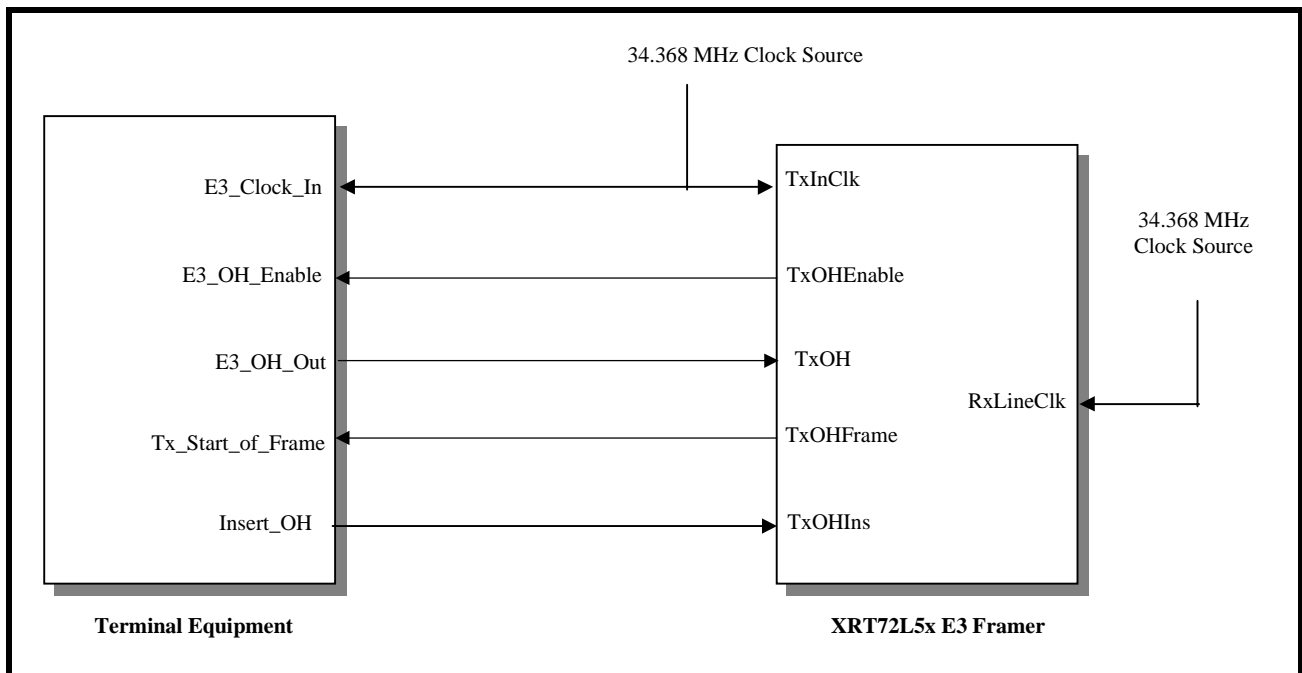 34.368 MHz Clock Source
E3_Clock_In
TxInClk
34.368 MHz
Clock Source
E3_OH_Enable
TxOHEnable
E3_OH_Out
TxOH
RxLineClk
Tx_Start_of_Frame
TxOHFrame
Insert_OH
TxOHIns
Terminal Equipment
XRT72L5x E3 Framer